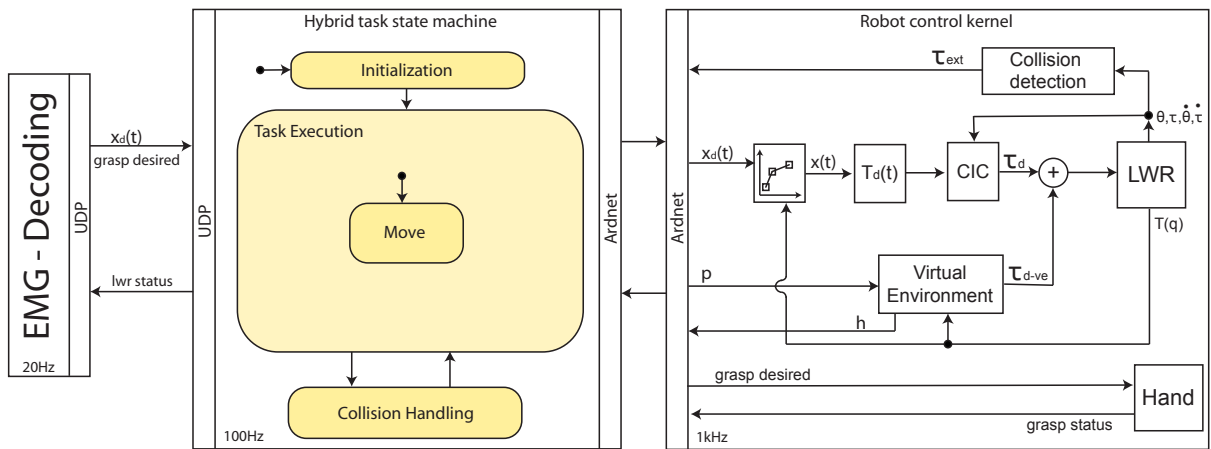 EMG - Decoding
20Hz
UDP
xd(t)
grasp desired
lwr status
Hybrid task state machine
UDP
Initialization
Task Execution
Move
Collision Handling
100Hz
Ardnet
Robot control kernel
Ardnet
τext
Collision
detection
θ,τ,θ̇,τ̇
xd(t)
x(t)
Td(t)
CIC
τd
+
LWR
T(q)
p
Virtual
Environment
τd-ve
h
grasp desired
Hand
grasp status
1kHz